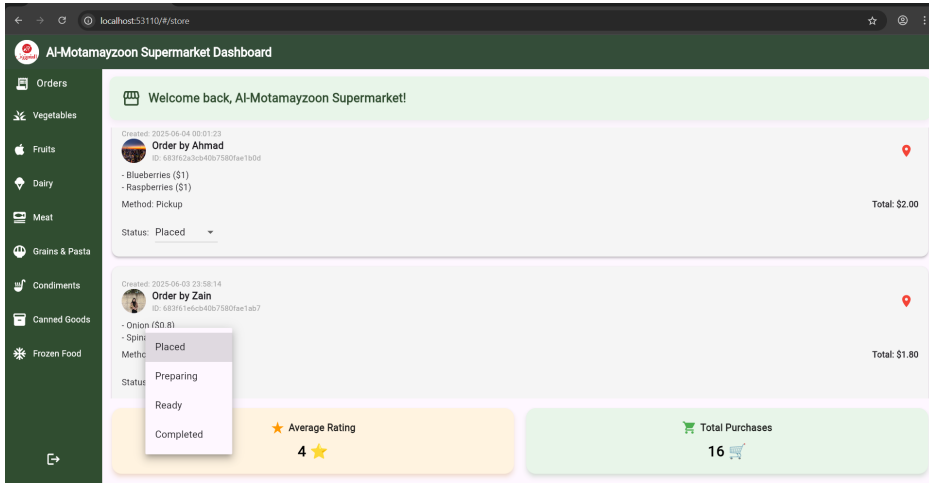 localhost:53110/#/store
Al-Motamayzoon Supermarket Dashboard
Orders
Vegetables
Fruits
Dairy
Meat
Grains & Pasta
Condiments
Canned Goods
Frozen Food
Welcome back, Al-Motamayzoon Supermarket!
Created: 2025-06-04 00:01:23
Order by Ahmad
ID: 683f62a3cb40b7580fae1b0d
- Blueberries ($1)
- Raspberries ($1)
Method: Pickup
Total: $2.00
Status: Placed
Created: 2025-06-03 23:58:14
Order by Zain
ID: 683f61e6cb40b7580fae1ab7
- Onion ($0.8)
- Spina
Metho
Total: $1.80
Status
Placed
Preparing
Ready
Completed
Average Rating
4
Total Purchases
16